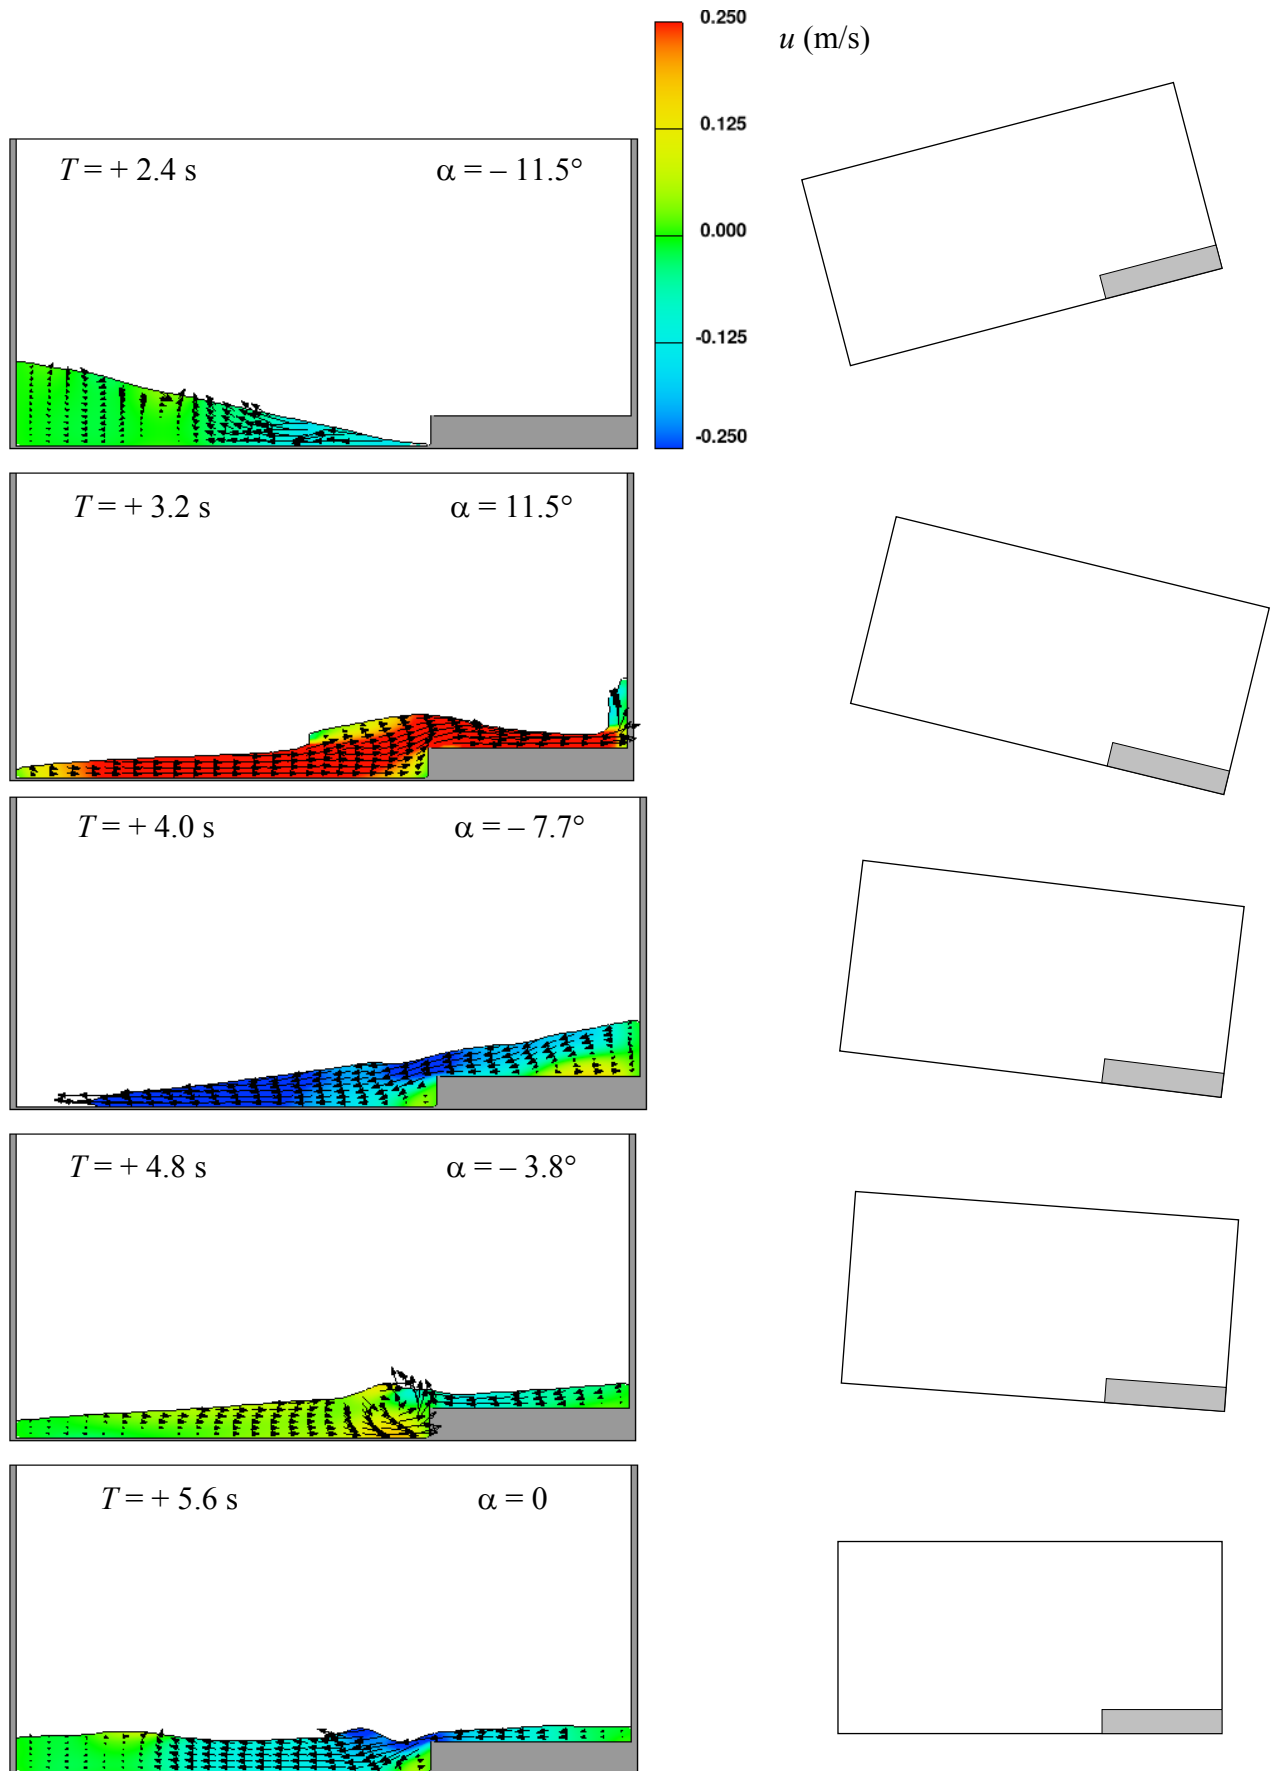 0.250
u (m/s)
0.125
T = + 2.4 s α = – 11.5°
0.000
-0.125
-0.250
T = + 3.2 s α = 11.5°
T = + 4.0 s α = – 7.7°
T = + 4.8 s α = – 3.8°
T = + 5.6 s α = 0